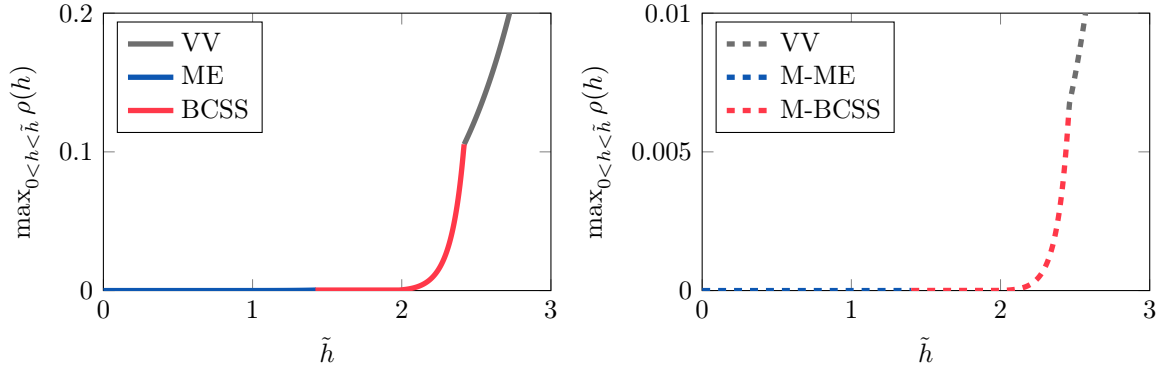 0.2
0.1
0
max_{0<h<h̃} ρ(h)
VV
ME
BCSS
0 1 2 3
h̃
0.01
0.005
0
max_{0<h<h̃} ρ(h)
VV
M-ME
M-BCSS
0 1 2 3
h̃